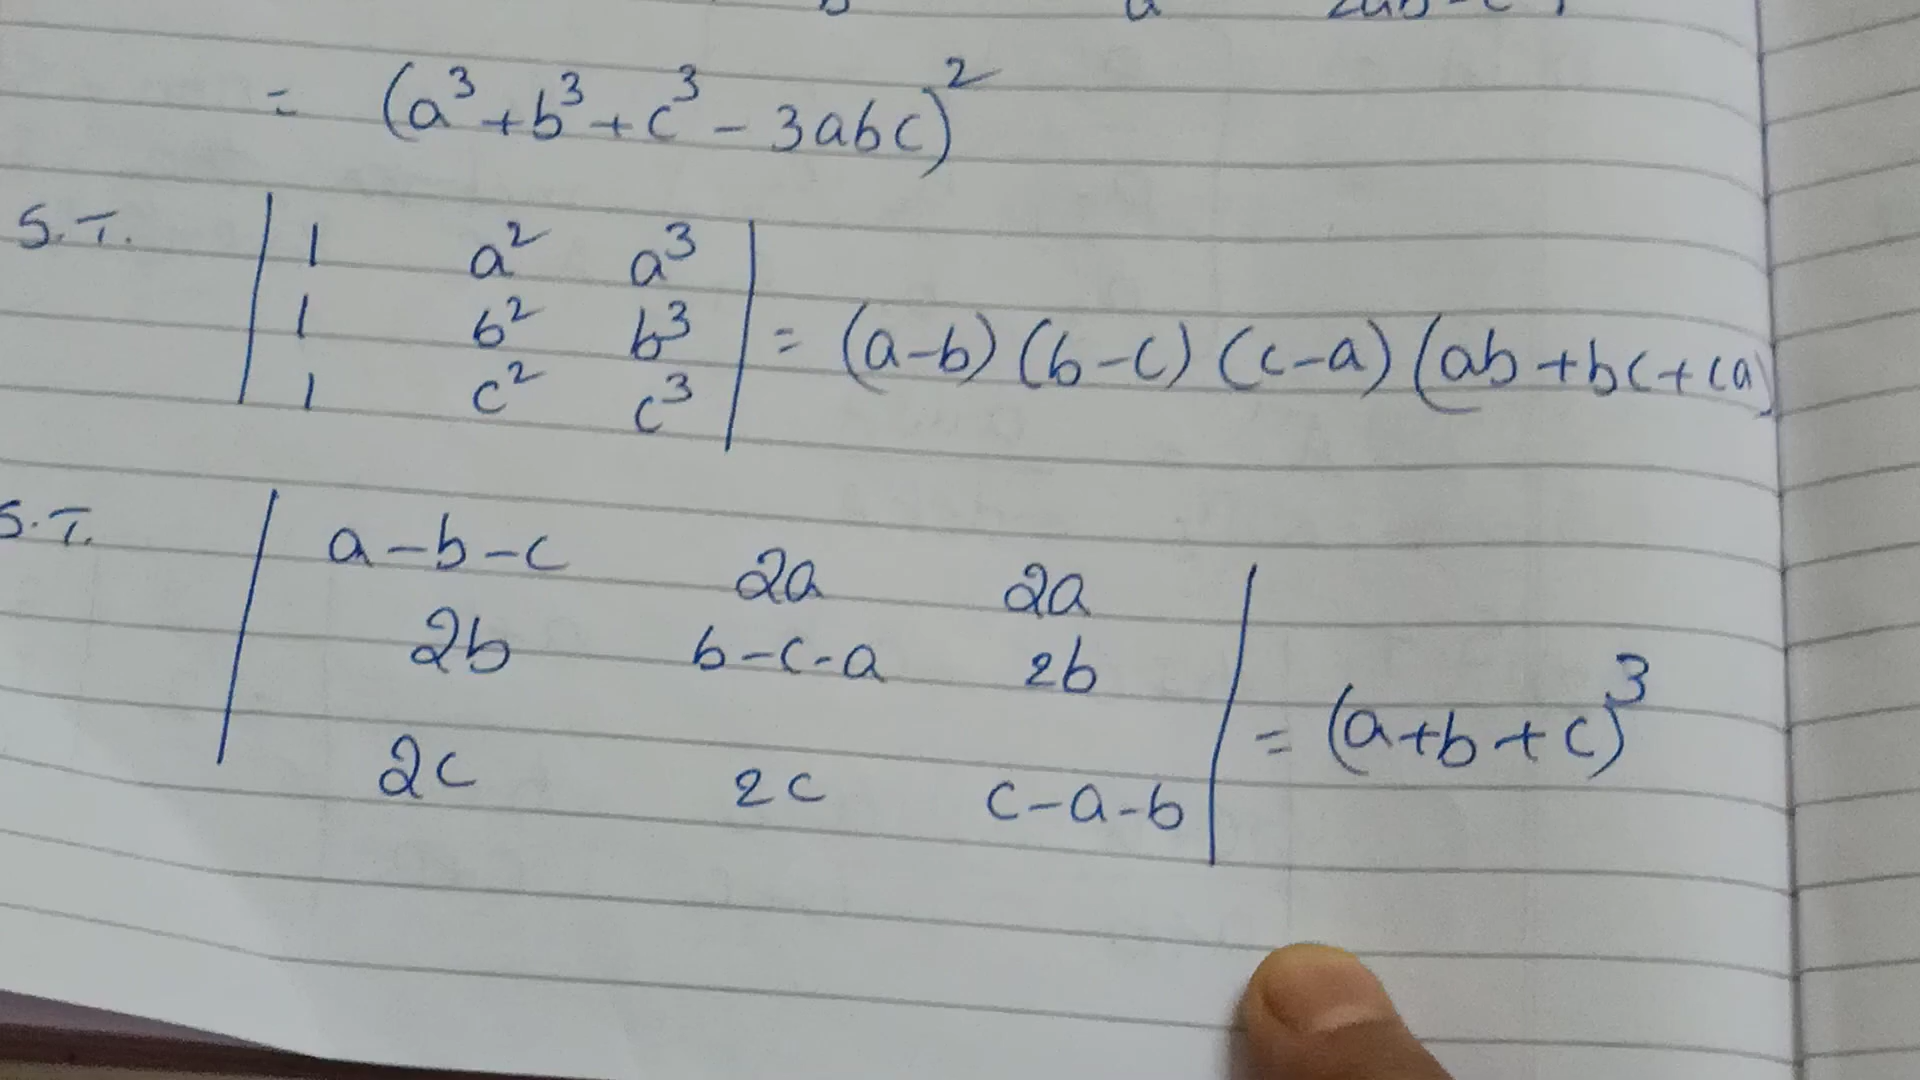 = (a³ + b³ + c³ - 3abc)²
S.T. | 1 a² a³ |
| 1 b² b³ | = (a-b) (b-c) (c-a) (ab + bc + ca)
| 1 c² c³ |
S.T. | a-b-c 2a 2a |
| 2b b-c-a 2b | = (a+b+c)³
| 2c 2c c-a-b |